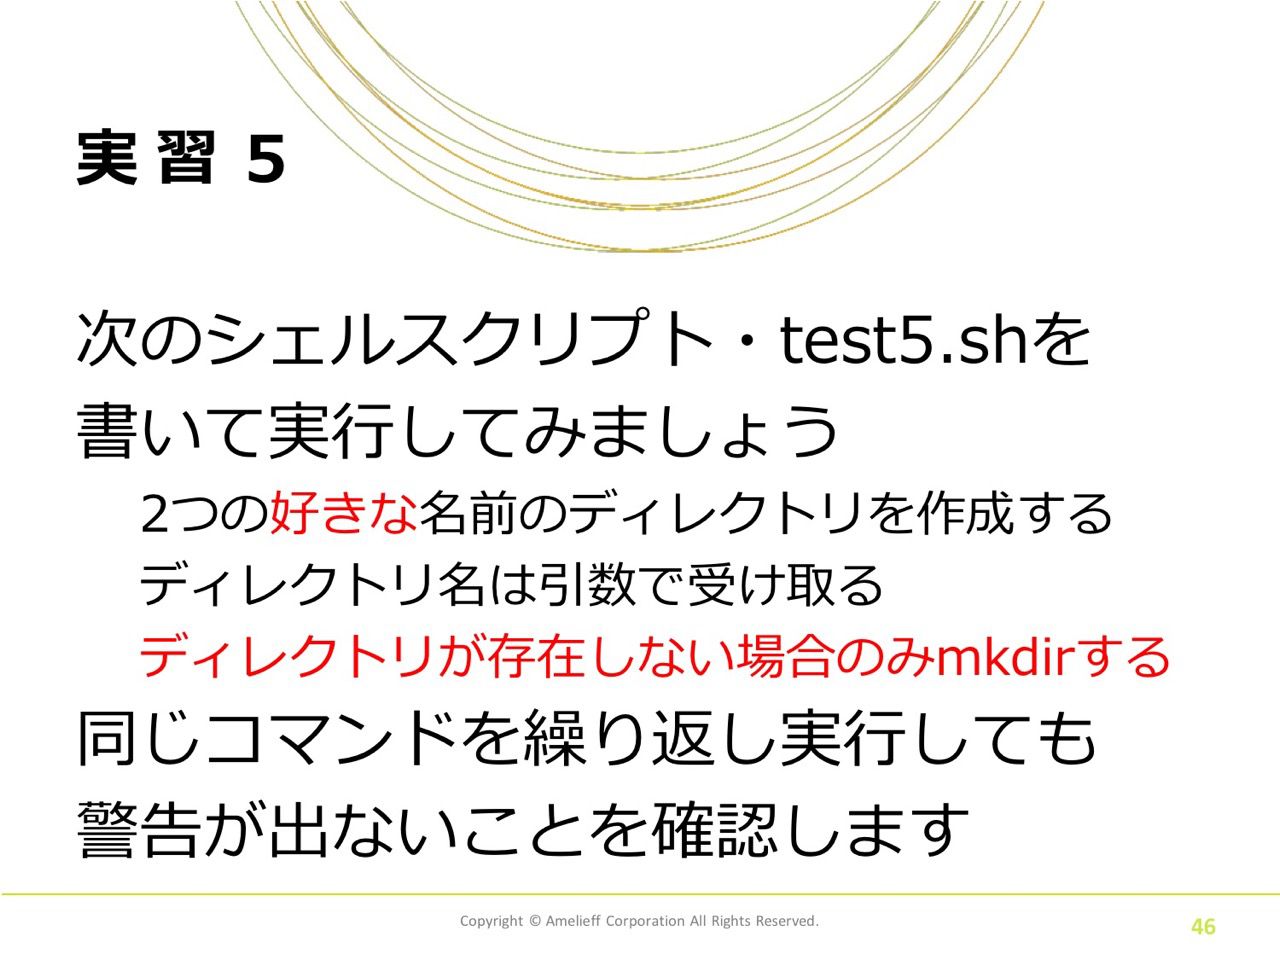 実習 5
次のシェルスクリプト・test5.shを
書いて実行してみましょう
2つの好きな名前のディレクトリを作成する
ディレクトリ名は引数で受け取る
ディレクトリが存在しない場合のみmkdirする
同じコマンドを繰り返し実行しても
警告が出ないことを確認します
Copyright © Amelieff Corporation All Rights Reserved.
46